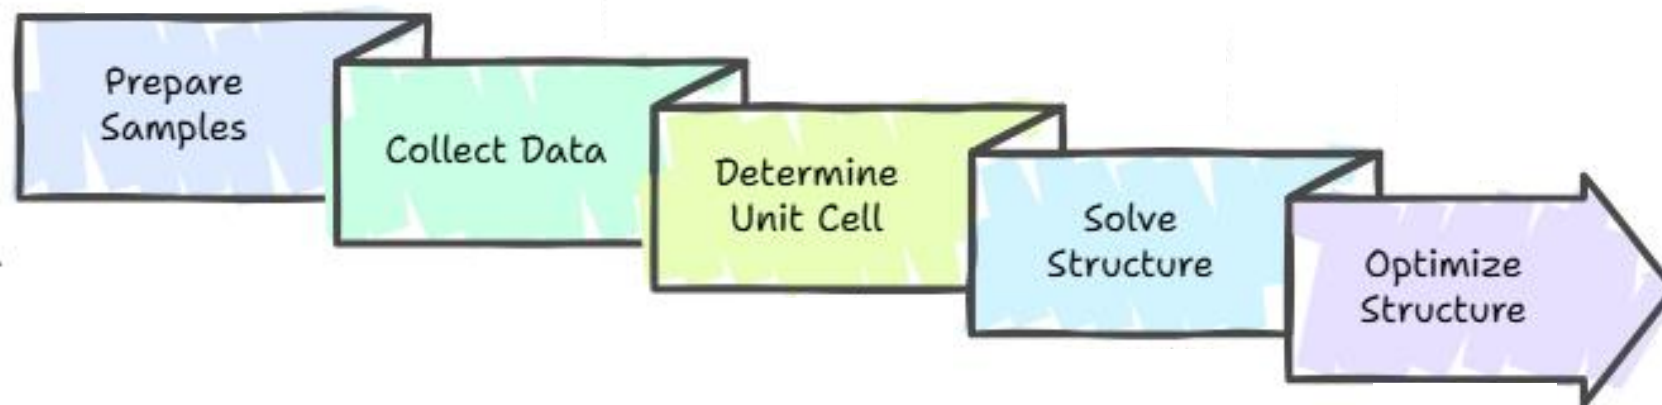 Prepare
Samples
Collect Data
Determine
Unit Cell
Solve
Structure
Optimize
Structure